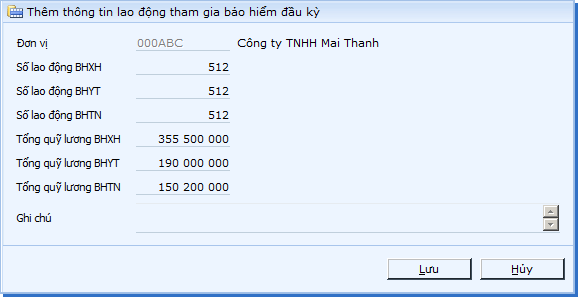 Thêm thông tin lao động tham gia bảo hiểm đầu kỳ
Đơn vị 000ABC Công ty TNHH Mai Thanh
Số lao động BHXH 512
Số lao động BHYT 512
Số lao động BHTN 512
Tổng quỹ lương BHXH 355 500 000
Tổng quỹ lương BHYT 190 000 000
Tổng quỹ lương BHTN 150 200 000
Ghi chú
Lưu Hủy